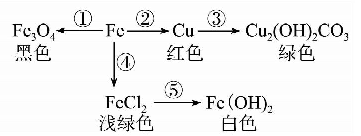 Fe₃O₄ ① Fe ② Cu ③ Cu₂(OH)₂CO₃
黑色 红色 绿色
④
FeCl₂ ⑤ Fe(OH)₂
浅绿色 白色